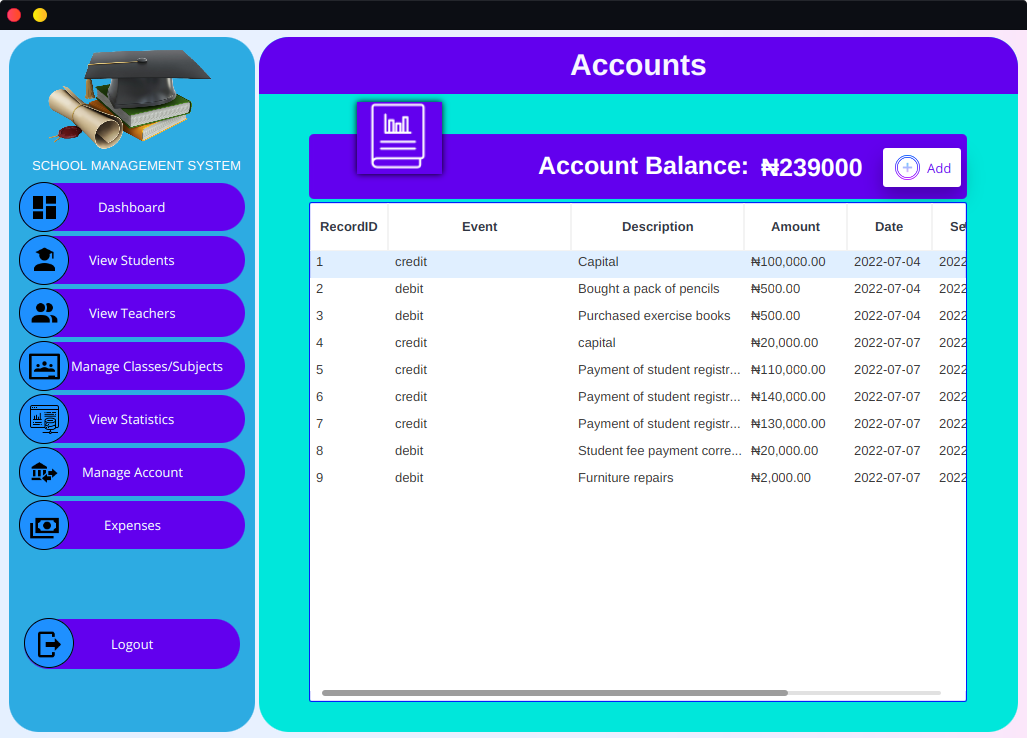 SCHOOL MANAGEMENT SYSTEM
Dashboard
View Students
View Teachers
Manage Classes/Subjects
View Statistics
Manage Account
Expenses
Logout
Accounts
Account Balance: ₦239000
Add
RecordID Event Description Amount Date Se
1 credit Capital ₦100,000.00 2022-07-04 2022
2 debit Bought a pack of pencils ₦500.00 2022-07-04 2022
3 debit Purchased exercise books ₦500.00 2022-07-04 2022
4 credit capital ₦20,000.00 2022-07-07 2022
5 credit Payment of student registr... ₦110,000.00 2022-07-07 2022
6 credit Payment of student registr... ₦140,000.00 2022-07-07 2022
7 credit Payment of student registr... ₦130,000.00 2022-07-07 2022
8 debit Student fee payment corre... ₦20,000.00 2022-07-07 2022
9 debit Furniture repairs ₦2,000.00 2022-07-07 2022